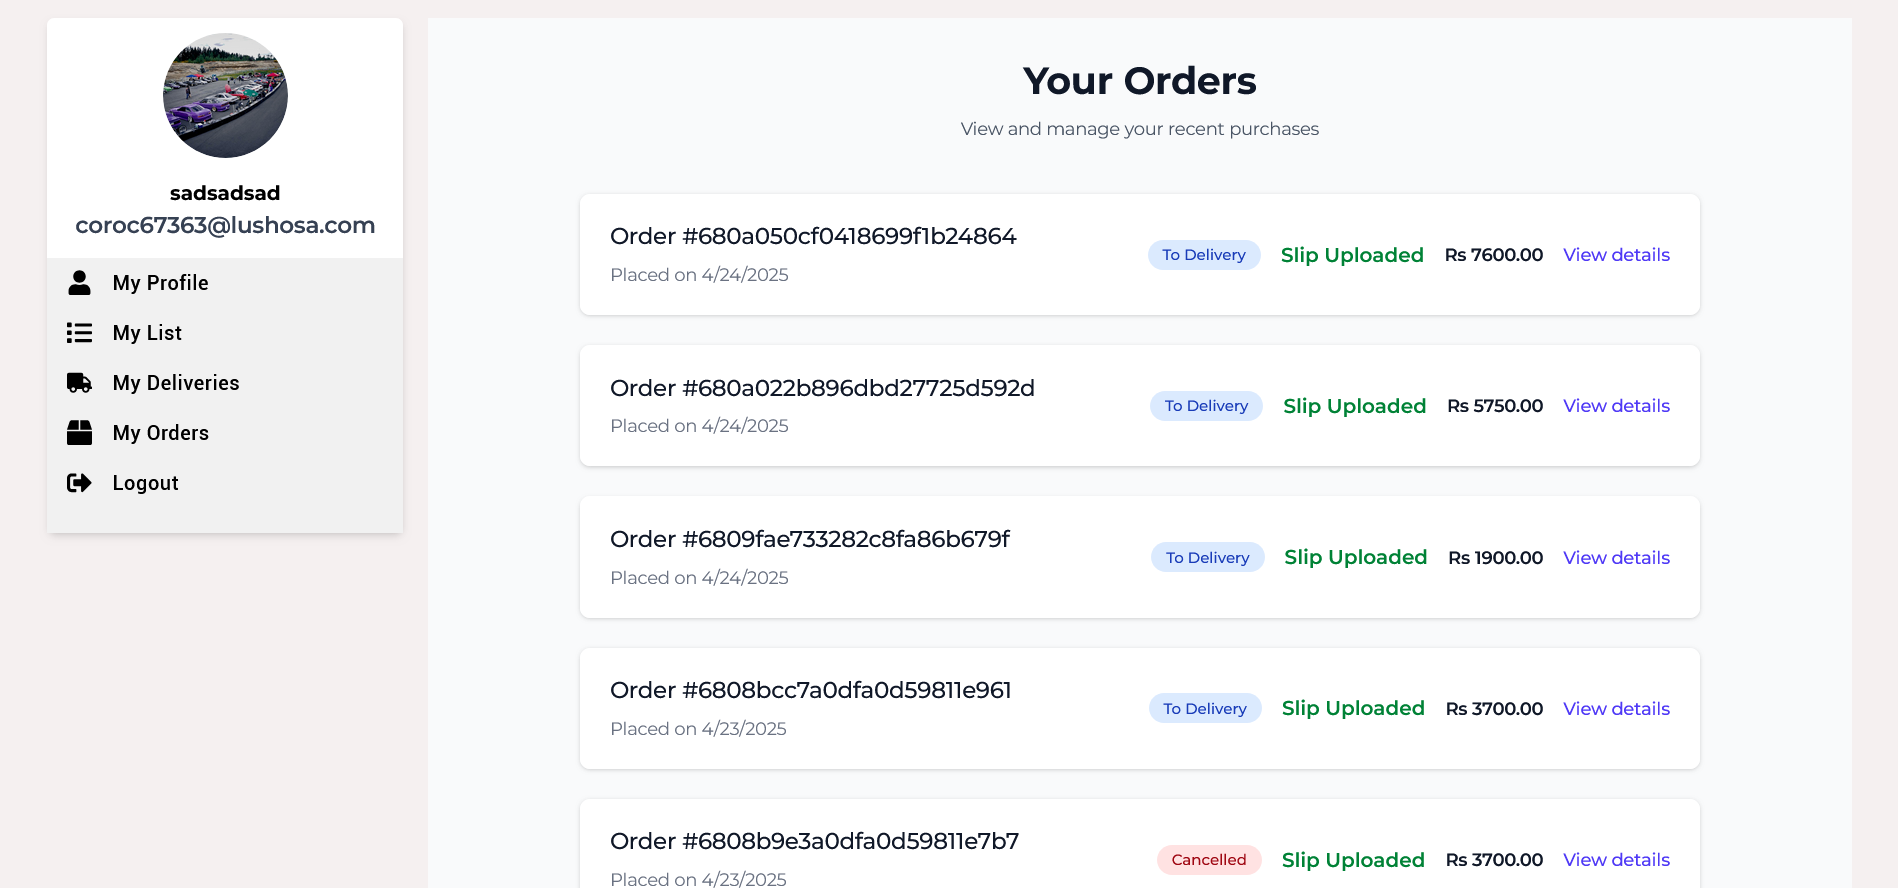 sadsadsad
coroc67363@lushosa.com
My Profile
My List
My Deliveries
My Orders
Logout
Your Orders
View and manage your recent purchases
Order #680a050cf0418699f1b24864
Placed on 4/24/2025
To Delivery Slip Uploaded Rs 7600.00 View details
Order #680a022b896dbd27725d592d
Placed on 4/24/2025
To Delivery Slip Uploaded Rs 5750.00 View details
Order #6809fae733282c8fa86b679f
Placed on 4/24/2025
To Delivery Slip Uploaded Rs 1900.00 View details
Order #6808bcc7a0dfa0d59811e961
Placed on 4/23/2025
To Delivery Slip Uploaded Rs 3700.00 View details
Order #6808b9e3a0dfa0d59811e7b7
Placed on 4/23/2025
Cancelled Slip Uploaded Rs 3700.00 View details